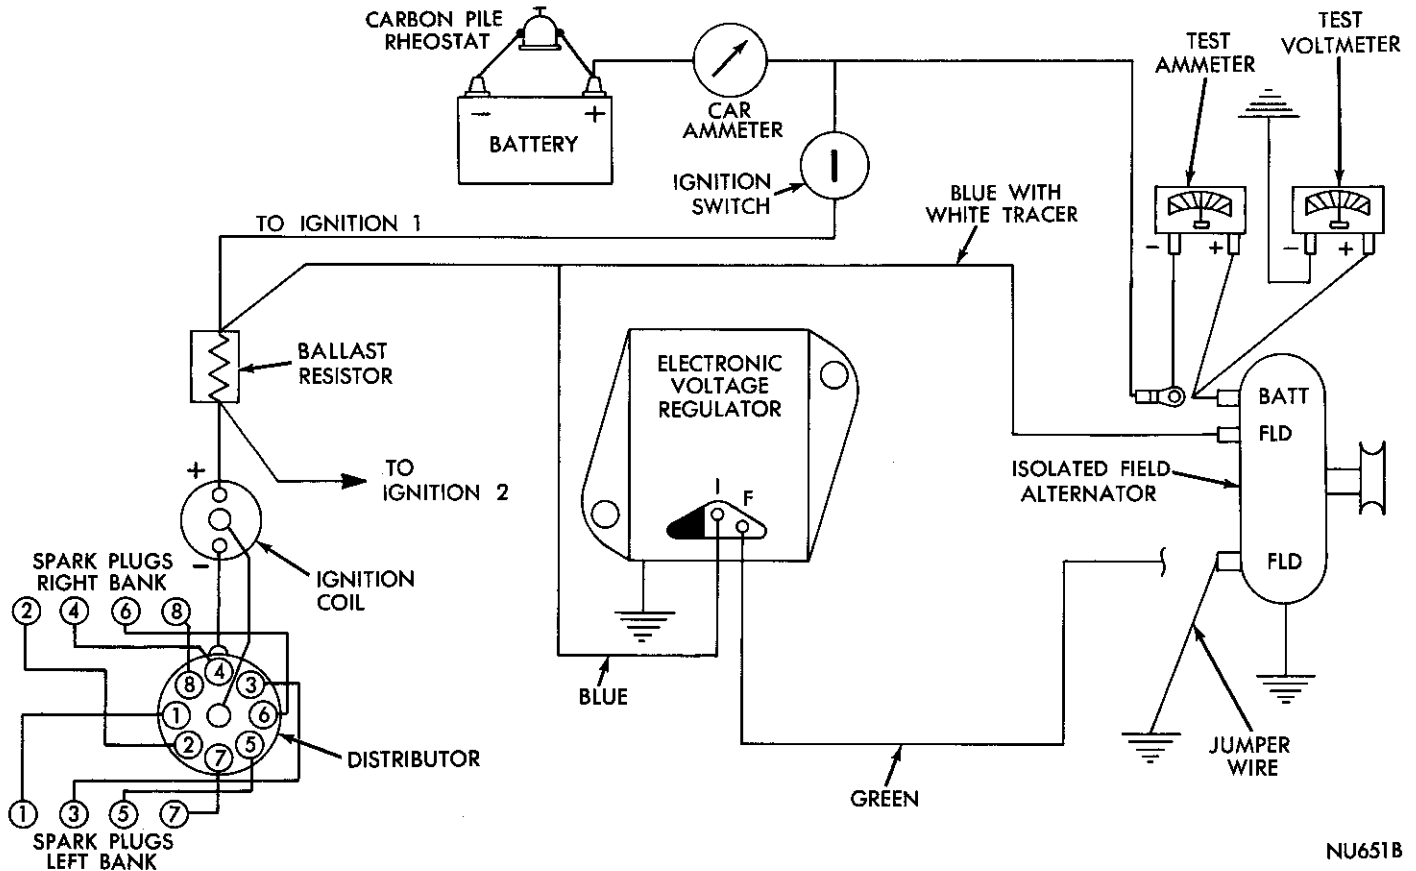 CARBON PILE
RHEOSTAT
TEST
VOLTMETER
TEST
AMMETER
- +
BATTERY
CAR
AMMETER
IGNITION
SWITCH
BLUE WITH
WHITE TRACER
TO IGNITION 1
- +
- +
BALLAST
RESISTOR
ELECTRONIC
VOLTAGE
REGULATOR
BATT
FLD
ISOLATED FIELD
ALTERNATOR
TO
IGNITION 2
+
I
F
-
IGNITION
COIL
FLD
SPARK PLUGS
RIGHT BANK
2 4 6 8
4
8 3
1 6
2 5
7
DISTRIBUTOR
BLUE
JUMPER
WIRE
GREEN
1 3 5 7
SPARK PLUGS
LEFT BANK
NU651B